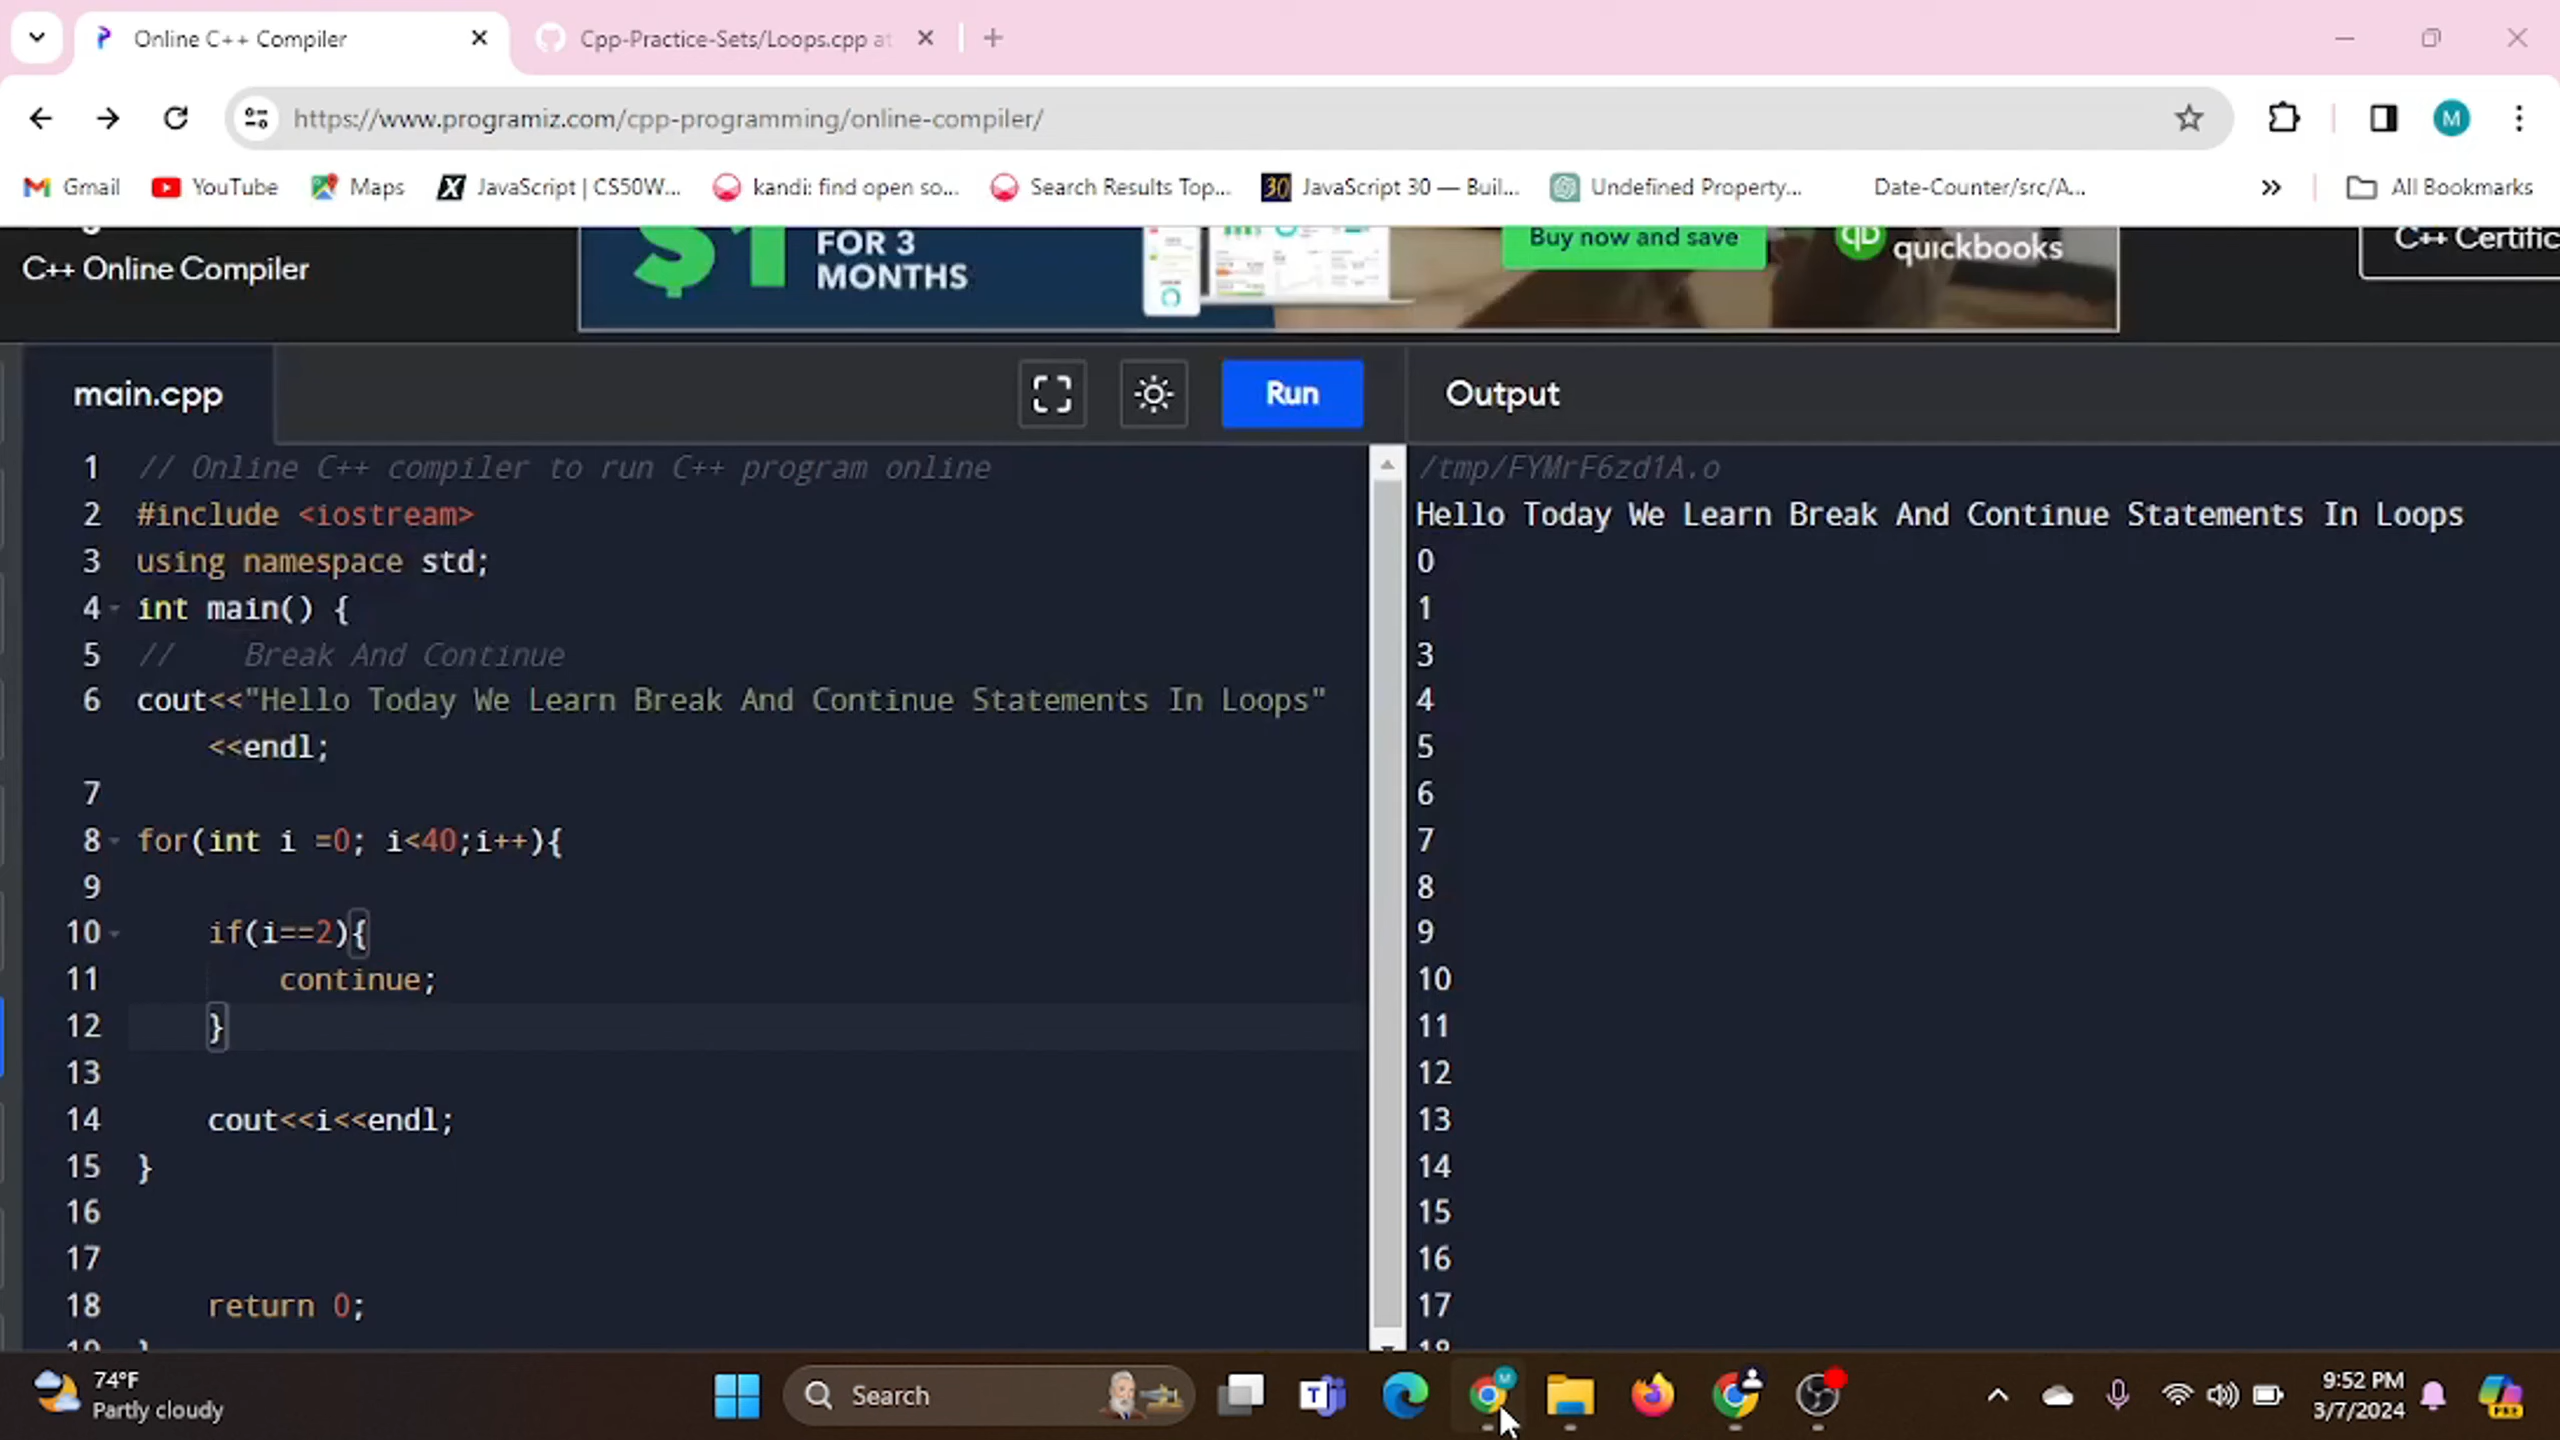 Online C++ Compiler
Cpp-Practice-Sets/Loops.cpp at
https://www.programiz.com/cpp-programming/online-compiler/
M
Gmail
YouTube
Maps
JavaScript | CS50W...
kandi: find open so...
Search Results Top...
30
JavaScript 30 — Buil...
Undefined Property...
Date-Counter/src/A...
All Bookmarks
C++ Online Compiler
$1
FOR 3
MONTHS
Buy now and save
qb
quickbooks
C++ Certific
main.cpp
Run
Output
1 // Online C++ compiler to run C++ program online
2 #include <iostream>
3 using namespace std;
4 int main() {
5 // Break And Continue
6 cout<<"Hello Today We Learn Break And Continue Statements In Loops"
<<endl;
7
8 for(int i =0; i<40;i++){
9
10 if(i==2){
11 continue;
12 }
13
14 cout<<i<<endl;
15 }
16
17
18 return 0;
19 }
/tmp/FYMrF6zd1A.o
Hello Today We Learn Break And Continue Statements In Loops
0
1
3
4
5
6
7
8
9
10
11
12
13
14
15
16
17
18
74°F
Partly cloudy
Search
9:52 PM
3/7/2024